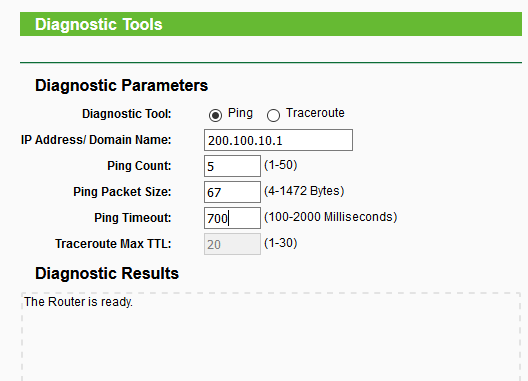 Diagnostic Tools
Diagnostic Parameters
Diagnostic Tool: Ping Traceroute
IP Address/ Domain Name: 200.100.10.1
Ping Count: 5 (1-50)
Ping Packet Size: 67 (4-1472 Bytes)
Ping Timeout: 700 (100-2000 Milliseconds)
Traceroute Max TTL: 20 (1-30)
Diagnostic Results
The Router is ready.